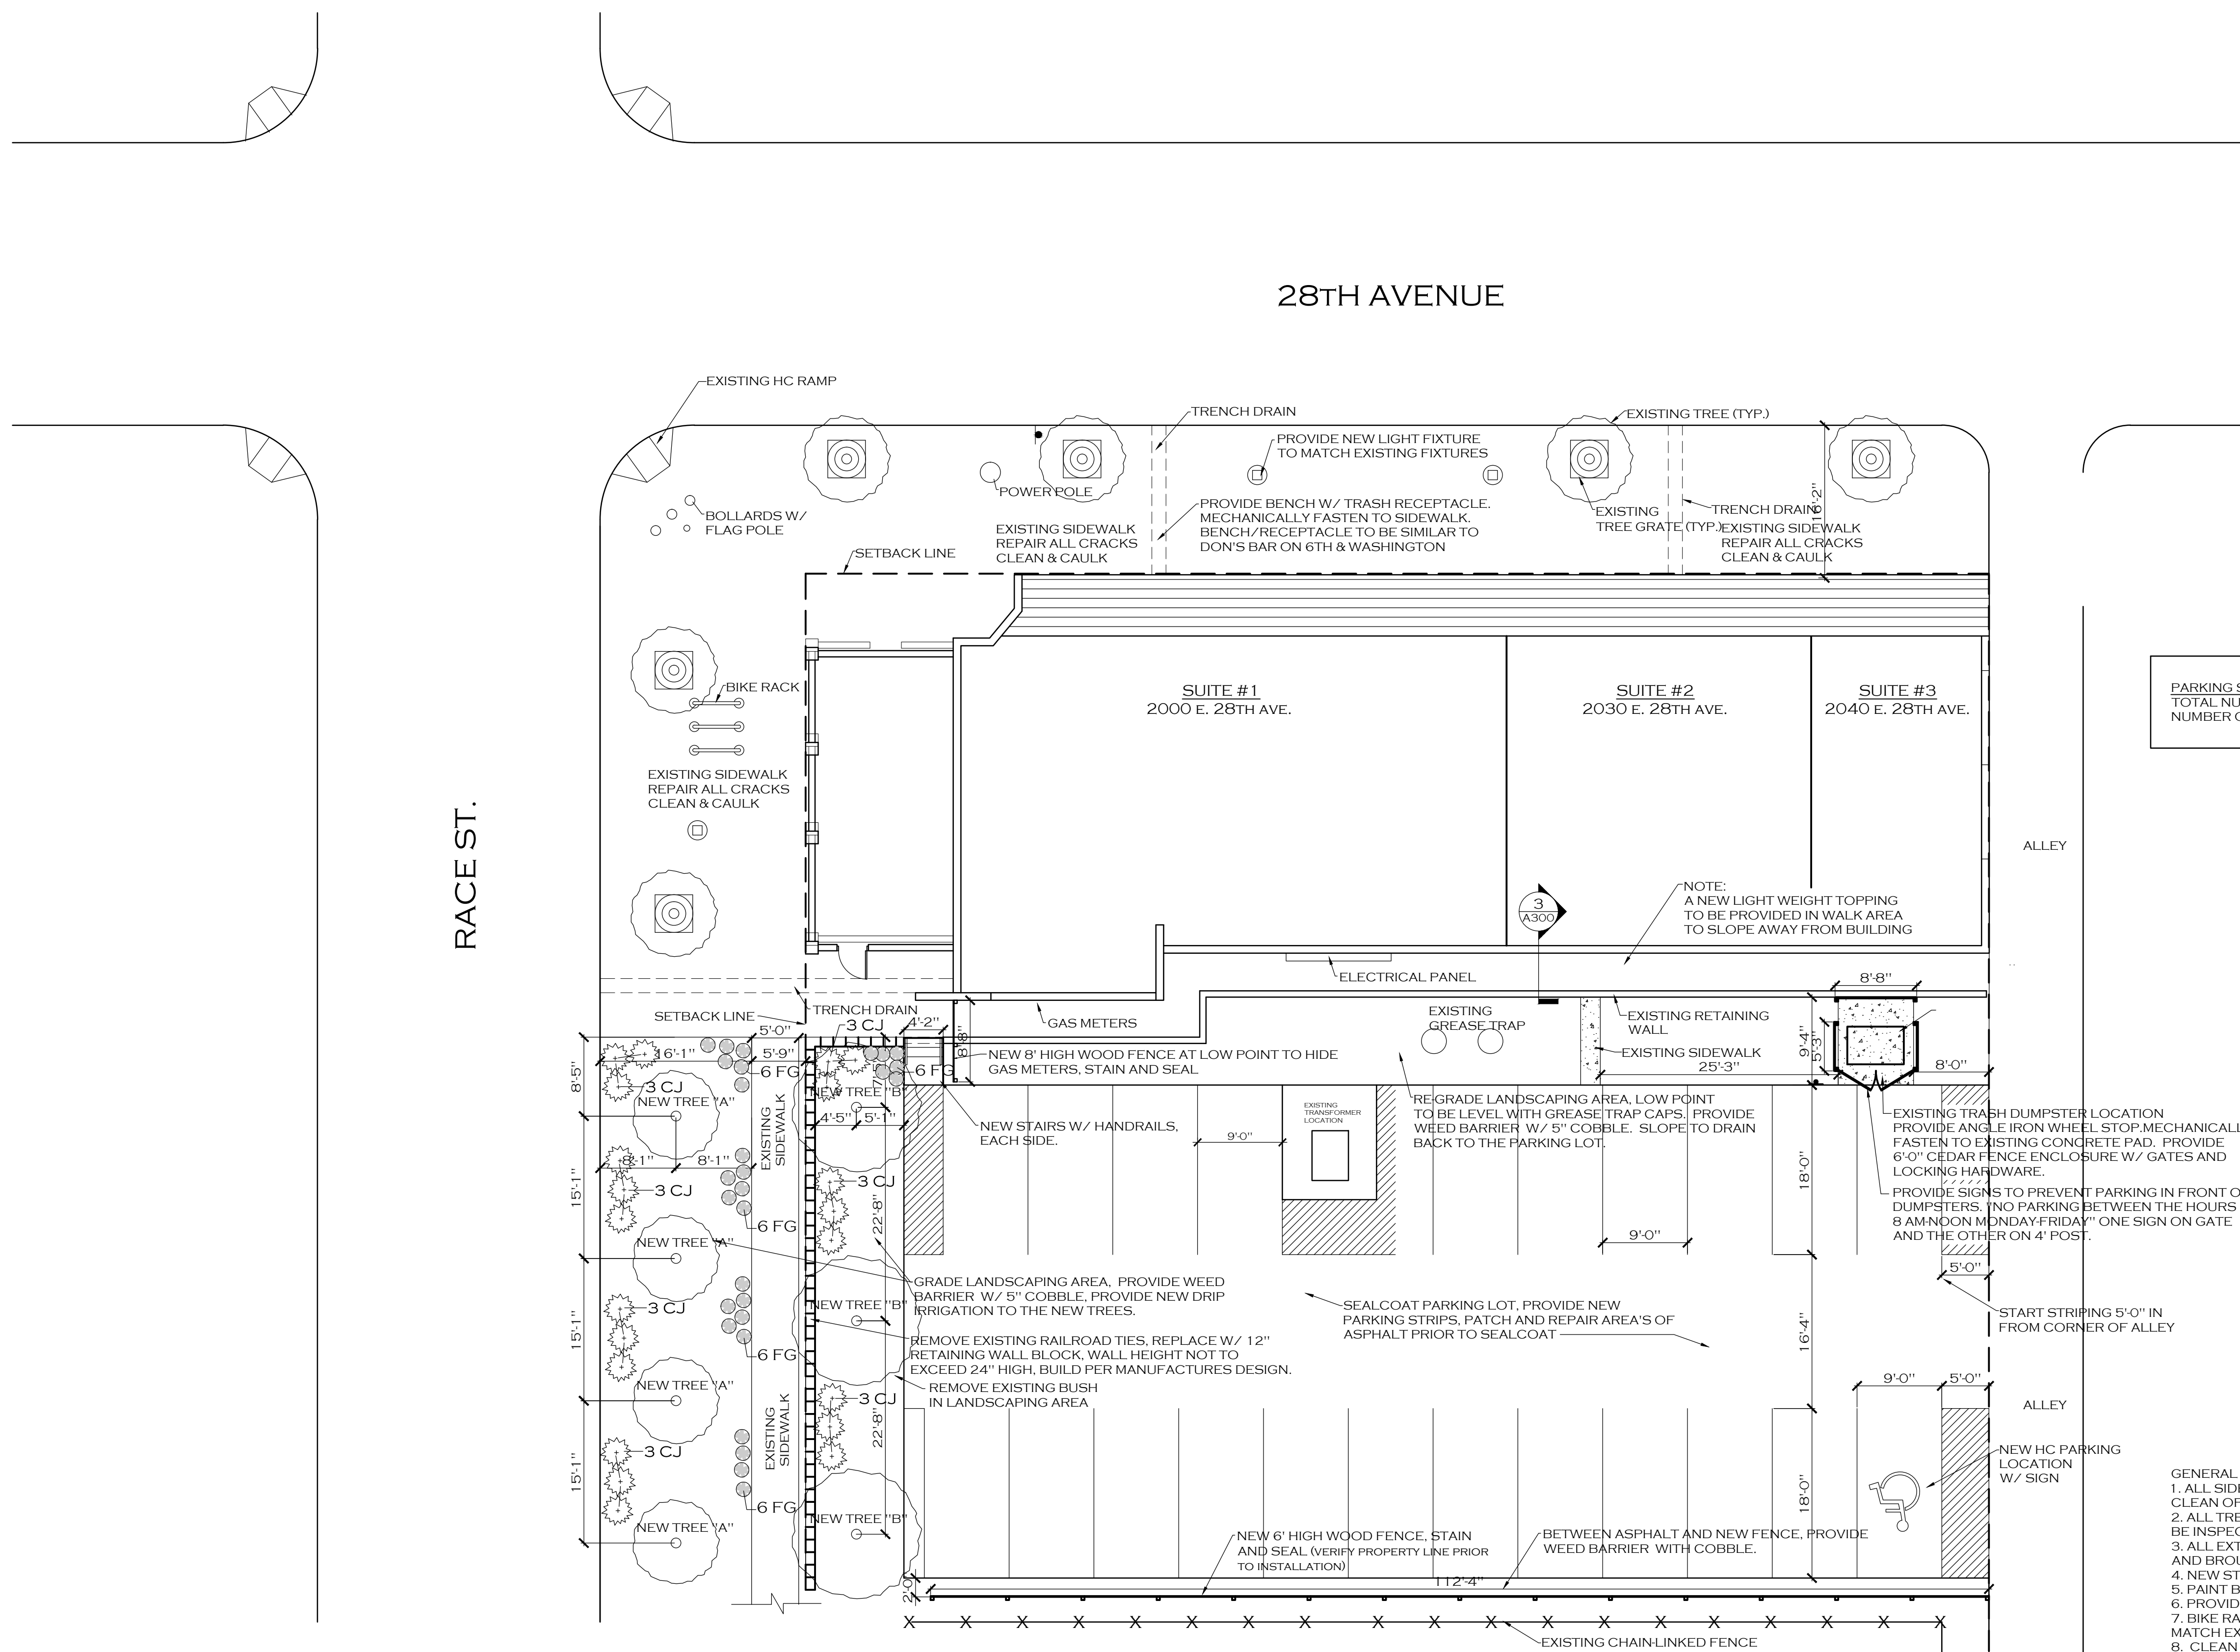 28TH AVENUE
EXISTING HC RAMP
TRENCH DRAIN
EXISTING TREE (TYP.)
PROVIDE NEW LIGHT FIXTURE
TO MATCH EXISTING FIXTURES
POWER POLE
BOLLARDS W/
FLAG POLE
SETBACK LINE
EXISTING SIDEWALK
REPAIR ALL CRACKS
CLEAN & CAULK
PROVIDE BENCH W/ TRASH RECEPTACLE.
MECHANICALLY FASTEN TO SIDEWALK.
BENCH/RECEPTACLE TO BE SIMILAR TO
DON'S BAR ON 6TH & WASHINGTON
EXISTING
TREE GRATE (TYP.)
TRENCH DRAIN
16'-2"
EXISTING SIDEWALK
REPAIR ALL CRACKS
CLEAN & CAULK
BIKE RACK
SUITE #1
2000 E. 28TH AVE.
SUITE #2
2030 E. 28TH AVE.
SUITE #3
2040 E. 28TH AVE.
PARKING
TOTAL
NUMBER
EXISTING SIDEWALK
REPAIR ALL CRACKS
CLEAN & CAULK
RACE ST.
ALLEY
NOTE:
A NEW LIGHT WEIGHT TOPPING
TO BE PROVIDED IN WALK AREA
TO SLOPE AWAY FROM BUILDING
3
A300
ELECTRICAL PANEL
8'-8"
TRENCH DRAIN
SETBACK LINE
GAS METERS
EXISTING
GREASE TRAP
EXISTING RETAINING
WALL
EXISTING SIDEWALK
25'-3"
9'-4"
5'-3"
8'-0"
5'-0"
3 CJ
4'-2"
8'-8"
16'-1"
5'-9"
6 FG
6 FG
8'-5"
3 CJ
NEW TREE "A"
NEW TREE "B"
4'-5"
5'-1"
EXISTING
SIDEWALK
8'-1"
8'-1"
NEW 8' HIGH WOOD FENCE AT LOW POINT TO HIDE
GAS METERS, STAIN AND SEAL
NEW STAIRS W/ HANDRAILS,
EACH SIDE.
EXISTING
TRANSFORMER
LOCATION
9'-0"
RE-GRADE LANDSCAPING AREA, LOW POINT
TO BE LEVEL WITH GREASE TRAP CAPS. PROVIDE
WEED BARRIER W/ 5" COBBLE. SLOPE TO DRAIN
BACK TO THE PARKING LOT.
EXISTING TRASH DUMPSTER LOCATION
PROVIDE ANGLE IRON WHEEL STOP.MECHANICALL
FASTEN TO EXISTING CONCRETE PAD. PROVIDE
6'-0" CEDAR FENCE ENCLOSURE W/ GATES AND
LOCKING HARDWARE.
PROVIDE SIGNS TO PREVENT PARKING IN FRONT O
DUMPSTERS. "NO PARKING BETWEEN THE HOURS
8 AM-NOON MONDAY-FRIDAY" ONE SIGN ON GATE
AND THE OTHER ON 4' POST.
18'-0"
9'-0"
15'-1"
3 CJ
3 CJ
6 FG
22'-8"
NEW TREE "A"
5'-0"
START STRIPING 5'-0" IN
FROM CORNER OF ALLEY
GRADE LANDSCAPING AREA, PROVIDE WEED
BARRIER W/ 5" COBBLE, PROVIDE NEW DRIP
IRRIGATION TO THE NEW TREES.
SEALCOAT PARKING LOT, PROVIDE NEW
PARKING STRIPS, PATCH AND REPAIR AREA'S OF
ASPHALT PRIOR TO SEALCOAT
16'-4"
NEW TREE "B"
3 CJ
15'-1"
6 FG
REMOVE EXISTING RAILROAD TIES, REPLACE W/ 12"
RETAINING WALL BLOCK, WALL HEIGHT NOT TO
EXCEED 24" HIGH, BUILD PER MANUFACTURES DESIGN.
REMOVE EXISTING BUSH
IN LANDSCAPING AREA
NEW TREE "A"
3 CJ
22'-8"
EXISTING
SIDEWALK
9'-0"
5'-0"
ALLEY
NEW HC PARKING
LOCATION
W/ SIGN
3 CJ
15'-1"
6 FG
NEW TREE "A"
NEW TREE "B"
18'-0"
NEW 6' HIGH WOOD FENCE, STAIN
AND SEAL (VERIFY PROPERTY LINE PRIOR
TO INSTALLATION)
BETWEEN ASPHALT AND NEW FENCE, PROVIDE
WEED BARRIER WITH COBBLE.
2'-0"
112'-4"
X X X X X X X X X X X X X X X X X X X
EXISTING CHAIN-LINKED FENCE
GENERAL
1. ALL SIDE
CLEAN OF
2. ALL TRE
BE INSPEC
3. ALL EXT
AND BROU
4. NEW ST
5. PAINT B
6. PROVID
7. BIKE RA
MATCH EX
8. CLEAN